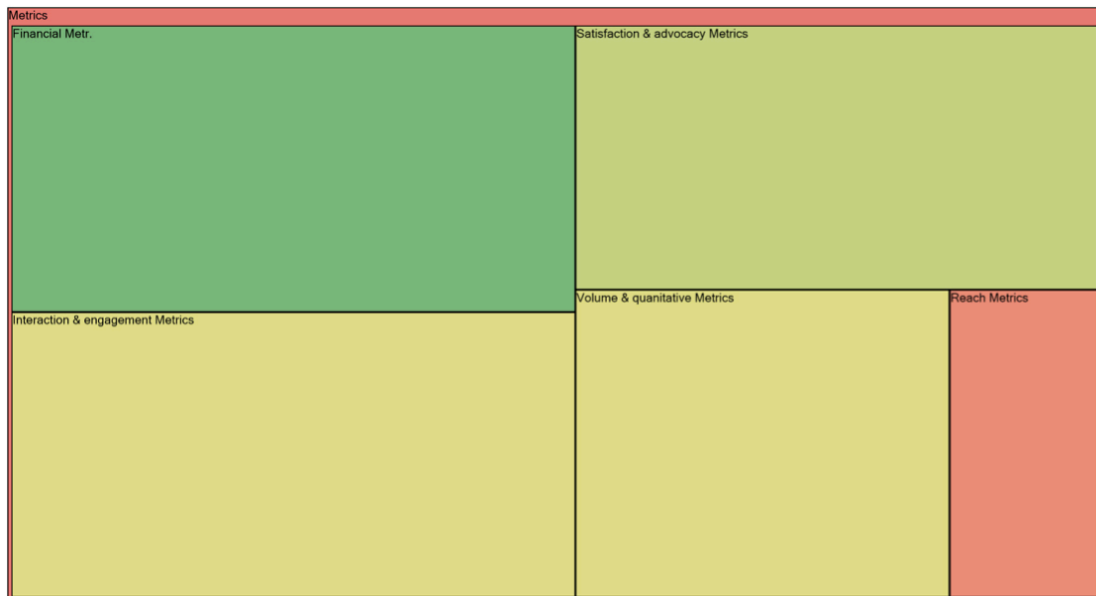 Metrics
Financial Metr.
Satisfaction & advocacy Metrics
Interaction & engagement Metrics
Volume & quanitative Metrics
Reach Metrics